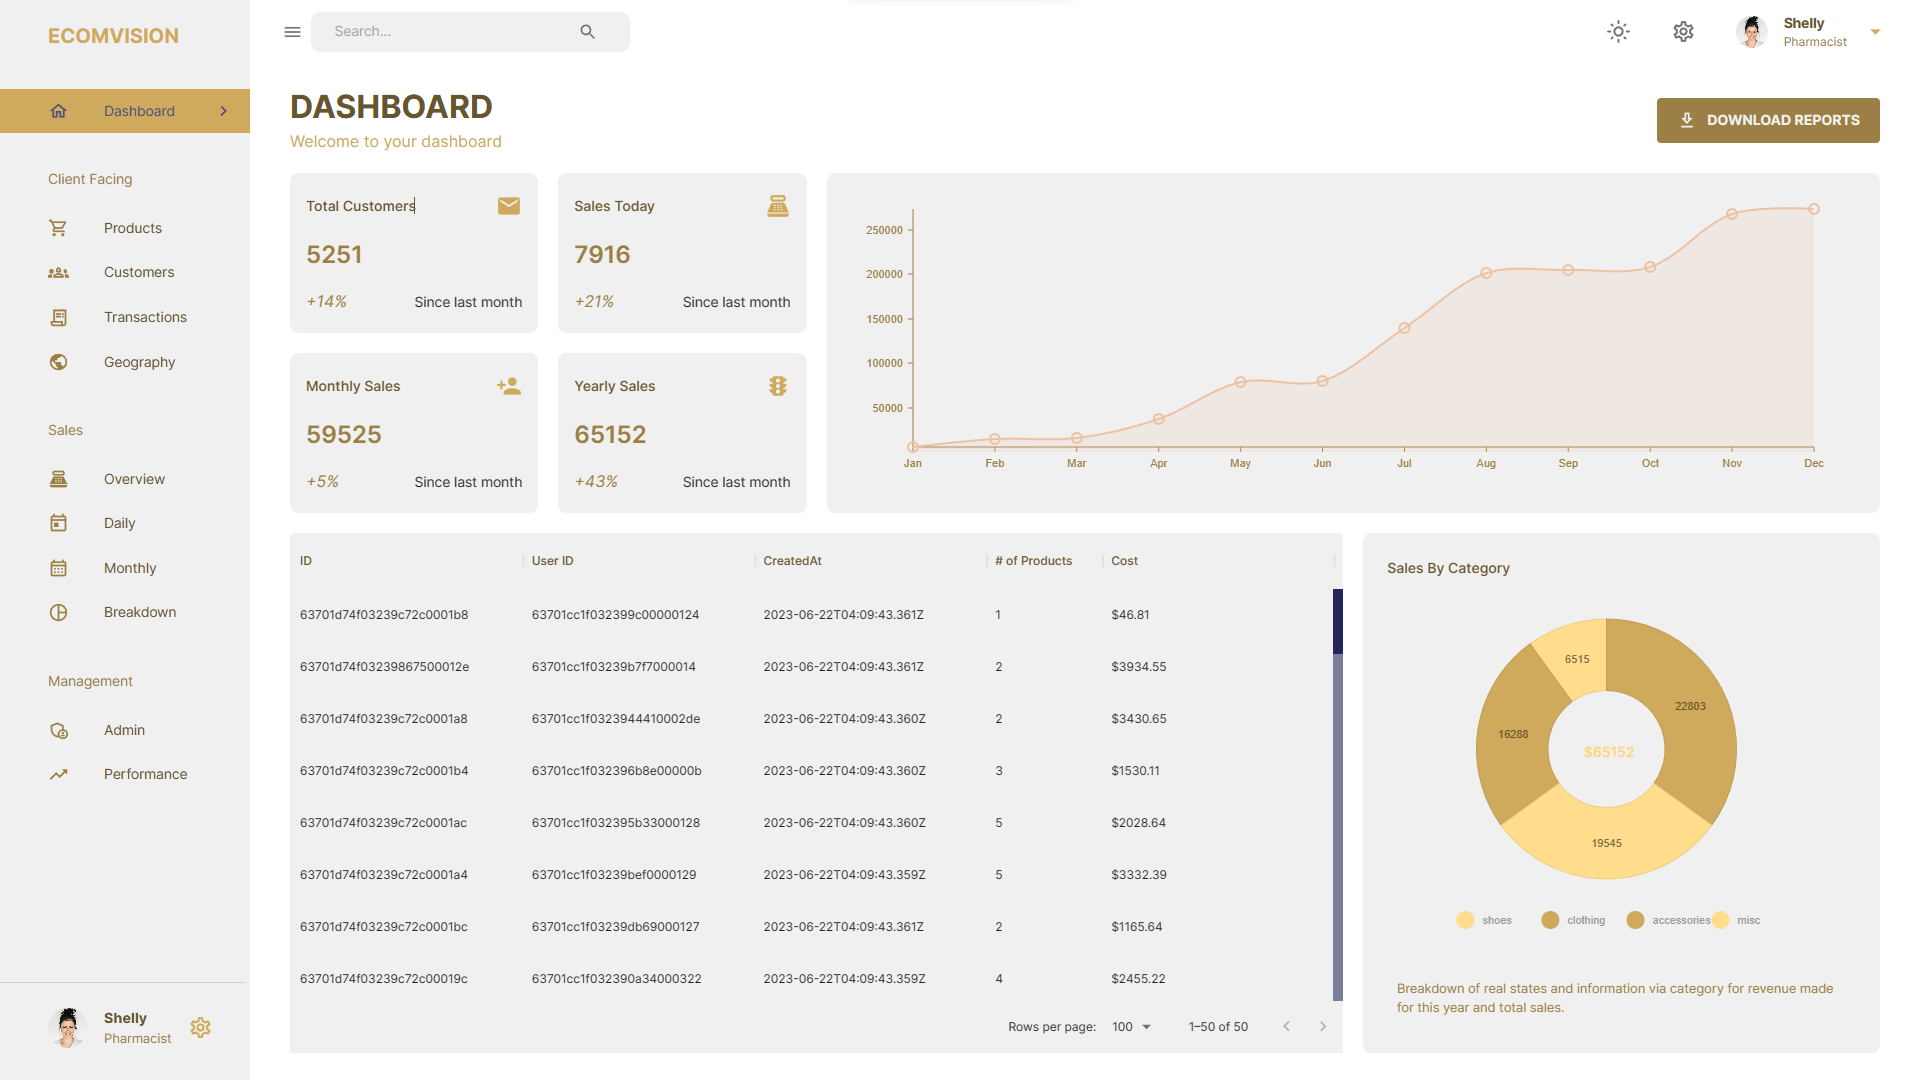 ECOMVISION
Search...
Shelly
Pharmacist
Dashboard
Client Facing
Products
Customers
Transactions
Geography
Sales
Overview
Daily
Monthly
Breakdown
Management
Admin
Performance
Shelly
Pharmacist
DASHBOARD
Welcome to your dashboard
DOWNLOAD REPORTS
Total Customers
5251
+14% Since last month
Sales Today
7916
+21% Since last month
Monthly Sales
59525
+5% Since last month
Yearly Sales
65152
+43% Since last month
250000
200000
150000
100000
50000
Jan Feb Mar Apr May Jun Jul Aug Sep Oct Nov Dec
ID User ID CreatedAt # of Products Cost
63701d74f03239c72c0001b8 63701cc1f032399c00000124 2023-06-22T04:09:43.361Z 1 $46.81
63701d74f03239867500012e 63701cc1f03239b7f7000014 2023-06-22T04:09:43.361Z 2 $3934.55
63701d74f03239c72c0001a8 63701cc1f0323944410002de 2023-06-22T04:09:43.360Z 2 $3430.65
63701d74f03239c72c0001b4 63701cc1f032396b8e00000b 2023-06-22T04:09:43.360Z 3 $1530.11
63701d74f03239c72c0001ac 63701cc1f032395b33000128 2023-06-22T04:09:43.360Z 5 $2028.64
63701d74f03239c72c0001a4 63701cc1f03239bef0000129 2023-06-22T04:09:43.359Z 5 $3332.39
63701d74f03239c72c0001bc 63701cc1f03239db69000127 2023-06-22T04:09:43.361Z 2 $1165.64
63701d74f03239c72c00019c 63701cc1f032390a34000322 2023-06-22T04:09:43.359Z 4 $2455.22
Rows per page: 100 1–50 of 50
Sales By Category
6515
22803
16288
$65152
19545
shoes clothing accessories misc
Breakdown of real states and information via category for revenue made
for this year and total sales.